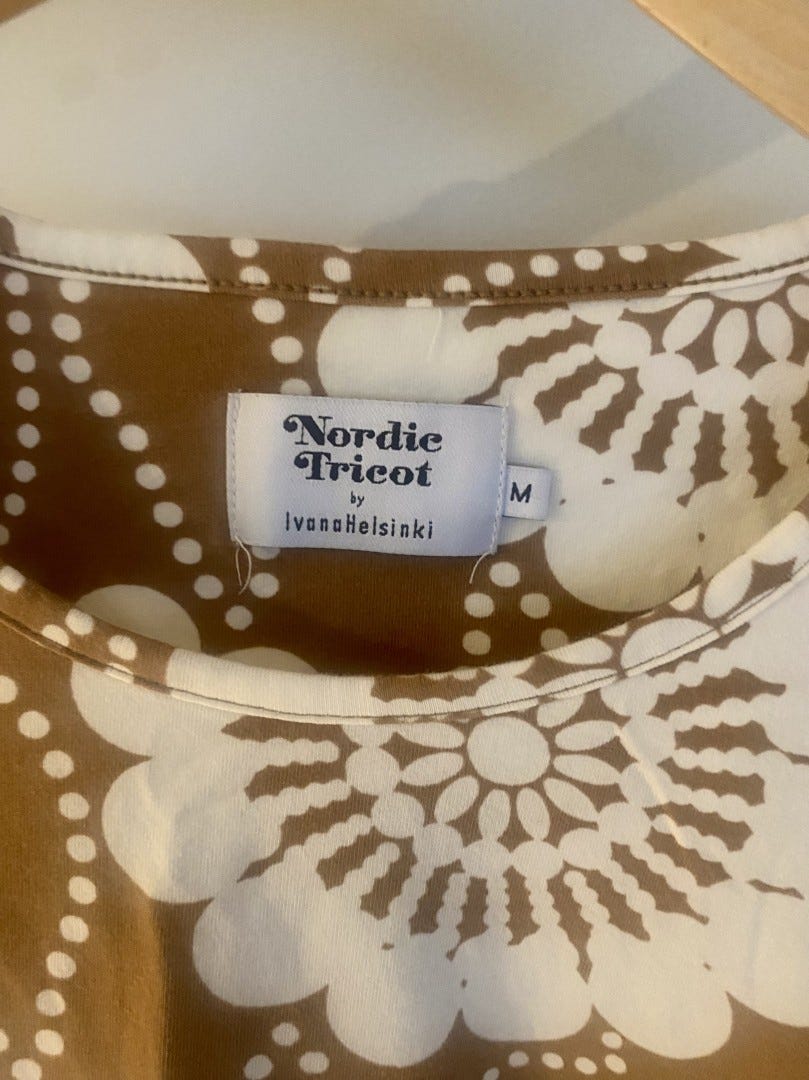 Nordic
Tricot
by
IvanaHelsinki
M